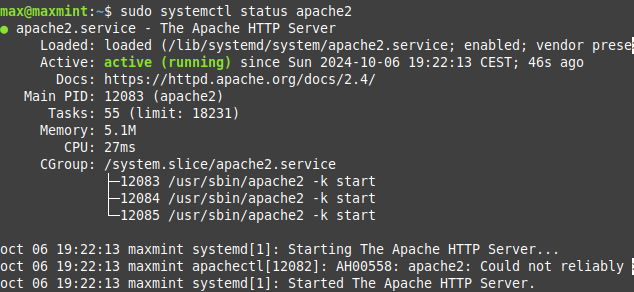 max@maxmint:~$ sudo systemctl status apache2
● apache2.service - The Apache HTTP Server
Loaded: loaded (/lib/systemd/system/apache2.service; enabled; vendor prese
Active: active (running) since Sun 2024-10-06 19:22:13 CEST; 46s ago
Docs: https://httpd.apache.org/docs/2.4/
Main PID: 12083 (apache2)
Tasks: 55 (limit: 18231)
Memory: 5.1M
CPU: 27ms
CGroup: /system.slice/apache2.service
├─12083 /usr/sbin/apache2 -k start
├─12084 /usr/sbin/apache2 -k start
└─12085 /usr/sbin/apache2 -k start
oct 06 19:22:13 maxmint systemd[1]: Starting The Apache HTTP Server...
oct 06 19:22:13 maxmint apachectl[12082]: AH00558: apache2: Could not reliably
oct 06 19:22:13 maxmint systemd[1]: Started The Apache HTTP Server.